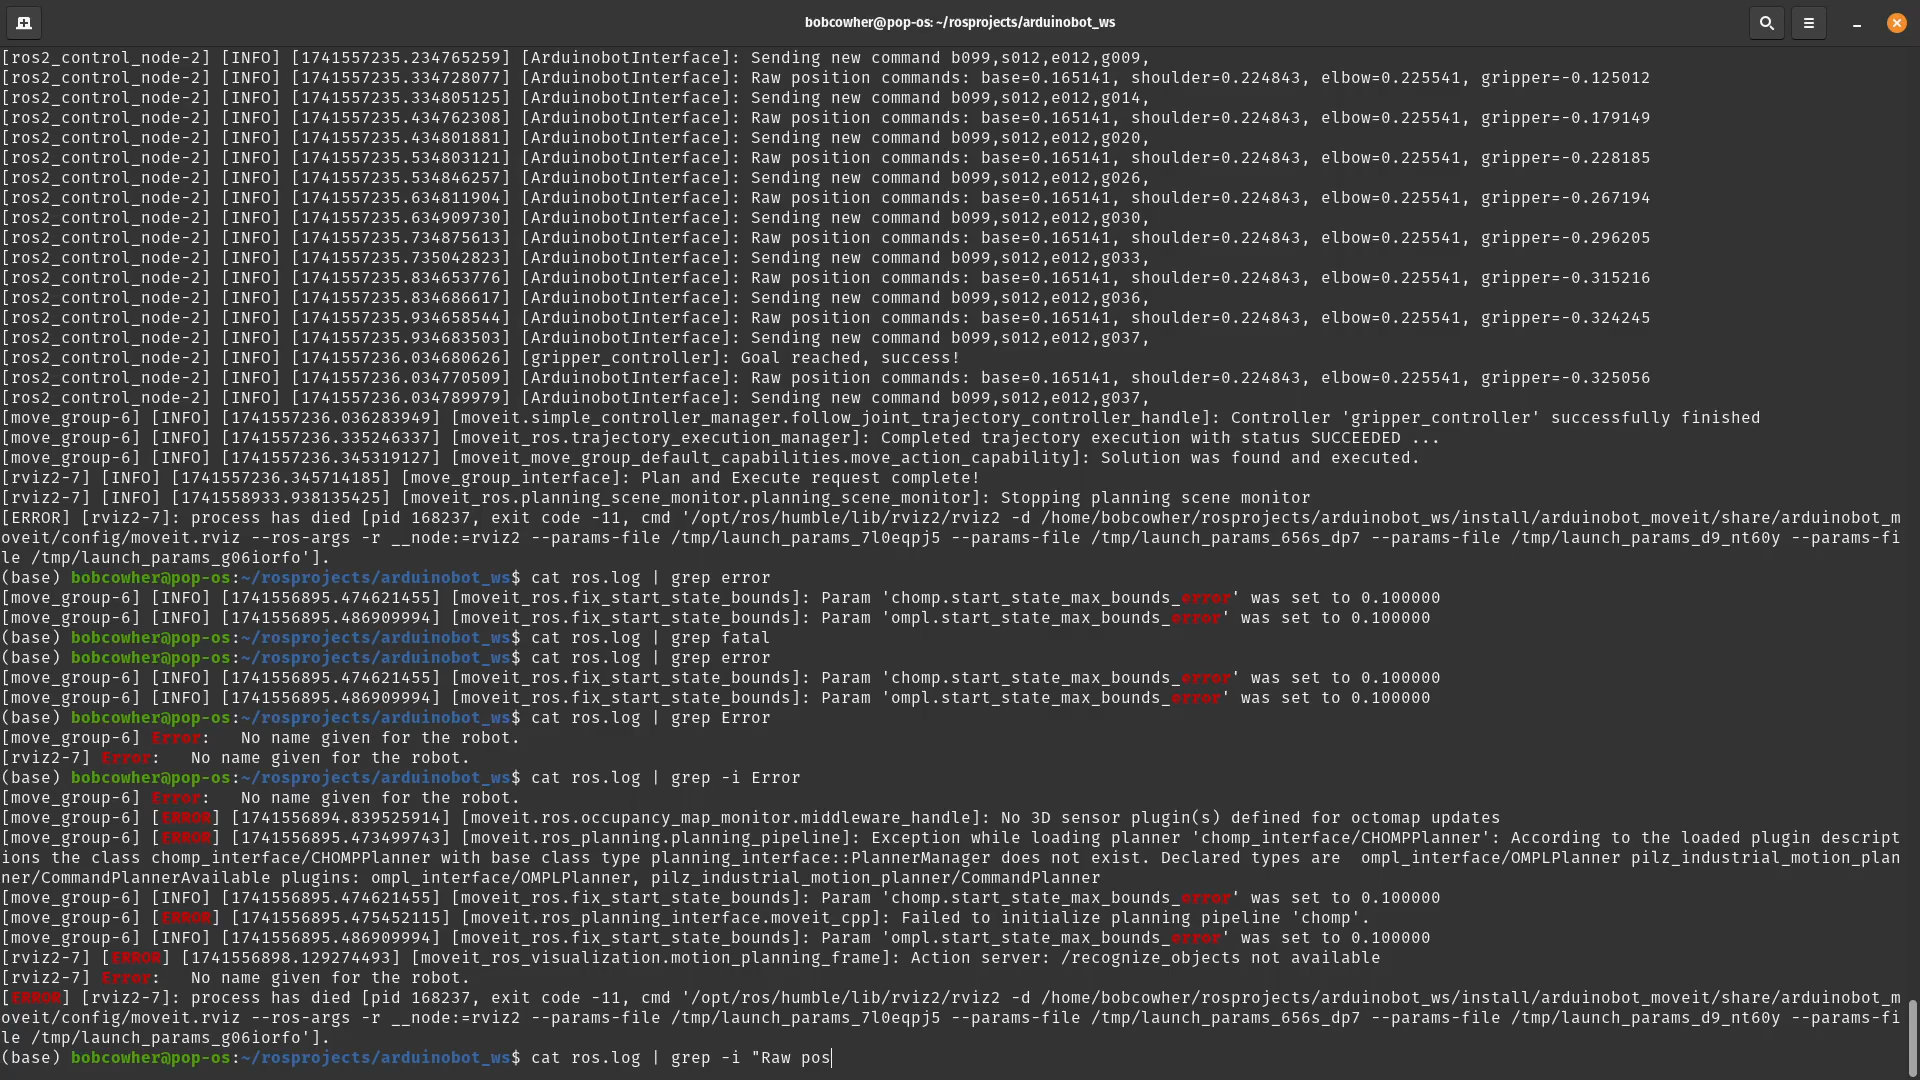 bobcowher@pop-os: ~/rosprojects/arduinobot_ws
[ros2_control_node-2] [INFO] [1741557235.234765259] [ArduinobotInterface]: Sending new command b099,s012,e012,g009,
[ros2_control_node-2] [INFO] [1741557235.334728077] [ArduinobotInterface]: Raw position commands: base=0.165141, shoulder=0.224843, elbow=0.225541, gripper=-0.125012
[ros2_control_node-2] [INFO] [1741557235.334805125] [ArduinobotInterface]: Sending new command b099,s012,e012,g014,
[ros2_control_node-2] [INFO] [1741557235.434762308] [ArduinobotInterface]: Raw position commands: base=0.165141, shoulder=0.224843, elbow=0.225541, gripper=-0.179149
[ros2_control_node-2] [INFO] [1741557235.434801881] [ArduinobotInterface]: Sending new command b099,s012,e012,g020,
[ros2_control_node-2] [INFO] [1741557235.534803121] [ArduinobotInterface]: Raw position commands: base=0.165141, shoulder=0.224843, elbow=0.225541, gripper=-0.228185
[ros2_control_node-2] [INFO] [1741557235.534846257] [ArduinobotInterface]: Sending new command b099,s012,e012,g026,
[ros2_control_node-2] [INFO] [1741557235.634811904] [ArduinobotInterface]: Raw position commands: base=0.165141, shoulder=0.224843, elbow=0.225541, gripper=-0.267194
[ros2_control_node-2] [INFO] [1741557235.634909730] [ArduinobotInterface]: Sending new command b099,s012,e012,g030,
[ros2_control_node-2] [INFO] [1741557235.734875613] [ArduinobotInterface]: Raw position commands: base=0.165141, shoulder=0.224843, elbow=0.225541, gripper=-0.296205
[ros2_control_node-2] [INFO] [1741557235.735042823] [ArduinobotInterface]: Sending new command b099,s012,e012,g033,
[ros2_control_node-2] [INFO] [1741557235.834653776] [ArduinobotInterface]: Raw position commands: base=0.165141, shoulder=0.224843, elbow=0.225541, gripper=-0.315216
[ros2_control_node-2] [INFO] [1741557235.834686617] [ArduinobotInterface]: Sending new command b099,s012,e012,g036,
[ros2_control_node-2] [INFO] [1741557235.934658544] [ArduinobotInterface]: Raw position commands: base=0.165141, shoulder=0.224843, elbow=0.225541, gripper=-0.324245
[ros2_control_node-2] [INFO] [1741557235.934683503] [ArduinobotInterface]: Sending new command b099,s012,e012,g037,
[ros2_control_node-2] [INFO] [1741557236.034680626] [gripper_controller]: Goal reached, success!
[ros2_control_node-2] [INFO] [1741557236.034770509] [ArduinobotInterface]: Raw position commands: base=0.165141, shoulder=0.224843, elbow=0.225541, gripper=-0.325056
[ros2_control_node-2] [INFO] [1741557236.034789979] [ArduinobotInterface]: Sending new command b099,s012,e012,g037,
[move_group-6] [INFO] [1741557236.036283949] [moveit.simple_controller_manager.follow_joint_trajectory_controller_handle]: Controller 'gripper_controller' successfully finished
[move_group-6] [INFO] [1741557236.335246337] [moveit_ros.trajectory_execution_manager]: Completed trajectory execution with status SUCCEEDED ...
[move_group-6] [INFO] [1741557236.345319127] [moveit_move_group_default_capabilities.move_action_capability]: Solution was found and executed.
[rviz2-7] [INFO] [1741557236.345714185] [move_group_interface]: Plan and Execute request complete!
[rviz2-7] [INFO] [1741558933.938135425] [moveit_ros.planning_scene_monitor.planning_scene_monitor]: Stopping planning scene monitor
[ERROR] [rviz2-7]: process has died [pid 168237, exit code -11, cmd '/opt/ros/humble/lib/rviz2/rviz2 -d /home/bobcowher/rosprojects/arduinobot_ws/install/arduinobot_moveit/share/arduinobot_m
oveit/config/moveit.rviz --ros-args -r __node:=rviz2 --params-file /tmp/launch_params_7l0eqpj5 --params-file /tmp/launch_params_656s_dp7 --params-file /tmp/launch_params_d9_nt60y --params-fi
le /tmp/launch_params_g06iorfo'].
(base) bobcowher@pop-os:~/rosprojects/arduinobot_ws$ cat ros.log | grep error
[move_group-6] [INFO] [1741556895.474621455] [moveit_ros.fix_start_state_bounds]: Param 'chomp.start_state_max_bounds_error' was set to 0.100000
[move_group-6] [INFO] [1741556895.486909994] [moveit_ros.fix_start_state_bounds]: Param 'ompl.start_state_max_bounds_error' was set to 0.100000
(base) bobcowher@pop-os:~/rosprojects/arduinobot_ws$ cat ros.log | grep fatal
(base) bobcowher@pop-os:~/rosprojects/arduinobot_ws$ cat ros.log | grep error
[move_group-6] [INFO] [1741556895.474621455] [moveit_ros.fix_start_state_bounds]: Param 'chomp.start_state_max_bounds_error' was set to 0.100000
[move_group-6] [INFO] [1741556895.486909994] [moveit_ros.fix_start_state_bounds]: Param 'ompl.start_state_max_bounds_error' was set to 0.100000
(base) bobcowher@pop-os:~/rosprojects/arduinobot_ws$ cat ros.log | grep Error
[move_group-6] Error:   No name given for the robot.
[rviz2-7] Error:   No name given for the robot.
(base) bobcowher@pop-os:~/rosprojects/arduinobot_ws$ cat ros.log | grep -i Error
[move_group-6] Error:   No name given for the robot.
[move_group-6] [ERROR] [1741556894.839525914] [moveit.ros.occupancy_map_monitor.middleware_handle]: No 3D sensor plugin(s) defined for octomap updates
[move_group-6] [ERROR] [1741556895.473499743] [moveit.ros_planning.planning_pipeline]: Exception while loading planner 'chomp_interface/CHOMPPlanner': According to the loaded plugin descript
ions the class chomp_interface/CHOMPPlanner with base class type planning_interface::PlannerManager does not exist. Declared types are  ompl_interface/OMPLPlanner pilz_industrial_motion_plan
ner/CommandPlannerAvailable plugins: ompl_interface/OMPLPlanner, pilz_industrial_motion_planner/CommandPlanner
[move_group-6] [INFO] [1741556895.474621455] [moveit_ros.fix_start_state_bounds]: Param 'chomp.start_state_max_bounds_error' was set to 0.100000
[move_group-6] [ERROR] [1741556895.475452115] [moveit.ros_planning_interface.moveit_cpp]: Failed to initialize planning pipeline 'chomp'.
[move_group-6] [INFO] [1741556895.486909994] [moveit_ros.fix_start_state_bounds]: Param 'ompl.start_state_max_bounds_error' was set to 0.100000
[rviz2-7] [ERROR] [1741556898.129274493] [moveit_ros_visualization.motion_planning_frame]: Action server: /recognize_objects not available
[rviz2-7] Error:   No name given for the robot.
[ERROR] [rviz2-7]: process has died [pid 168237, exit code -11, cmd '/opt/ros/humble/lib/rviz2/rviz2 -d /home/bobcowher/rosprojects/arduinobot_ws/install/arduinobot_moveit/share/arduinobot_m
oveit/config/moveit.rviz --ros-args -r __node:=rviz2 --params-file /tmp/launch_params_7l0eqpj5 --params-file /tmp/launch_params_656s_dp7 --params-file /tmp/launch_params_d9_nt60y --params-fi
le /tmp/launch_params_g06iorfo'].
(base) bobcowher@pop-os:~/rosprojects/arduinobot_ws$ cat ros.log | grep -i "Raw pos